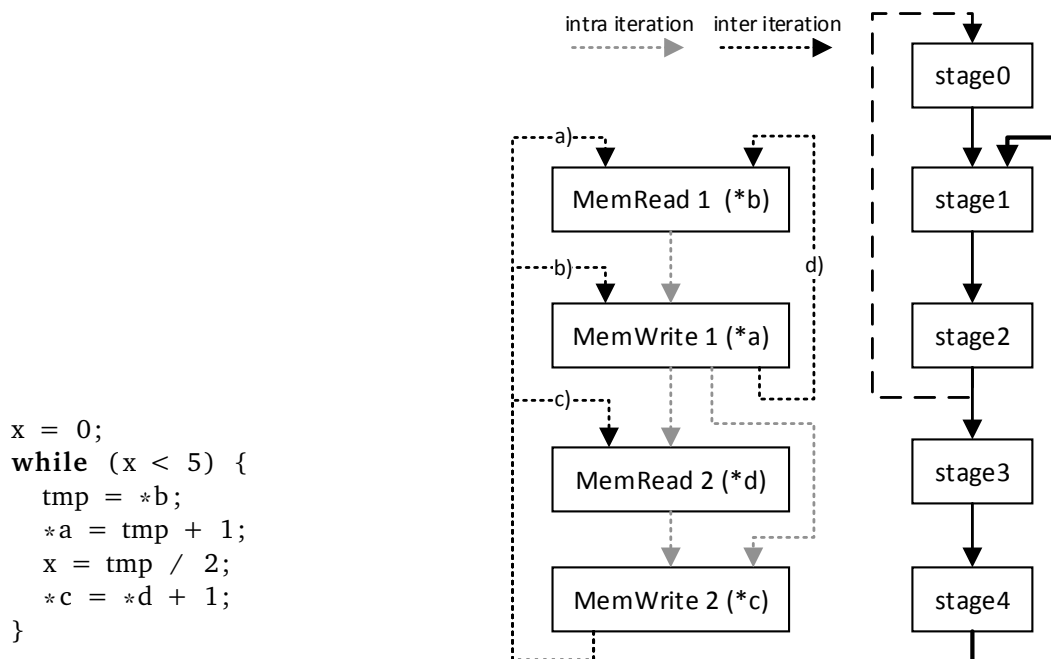 intra iteration inter iteration
stage0
a)
MemRead 1 (*b)
stage1
b)
d)
MemWrite 1 (*a)
stage2
c)
MemRead 2 (*d)
stage3
MemWrite 2 (*c)
stage4
x = 0;
while (x < 5) {
  tmp = *b;
  *a = tmp + 1;
  x = tmp / 2;
  *c = *d + 1;
}